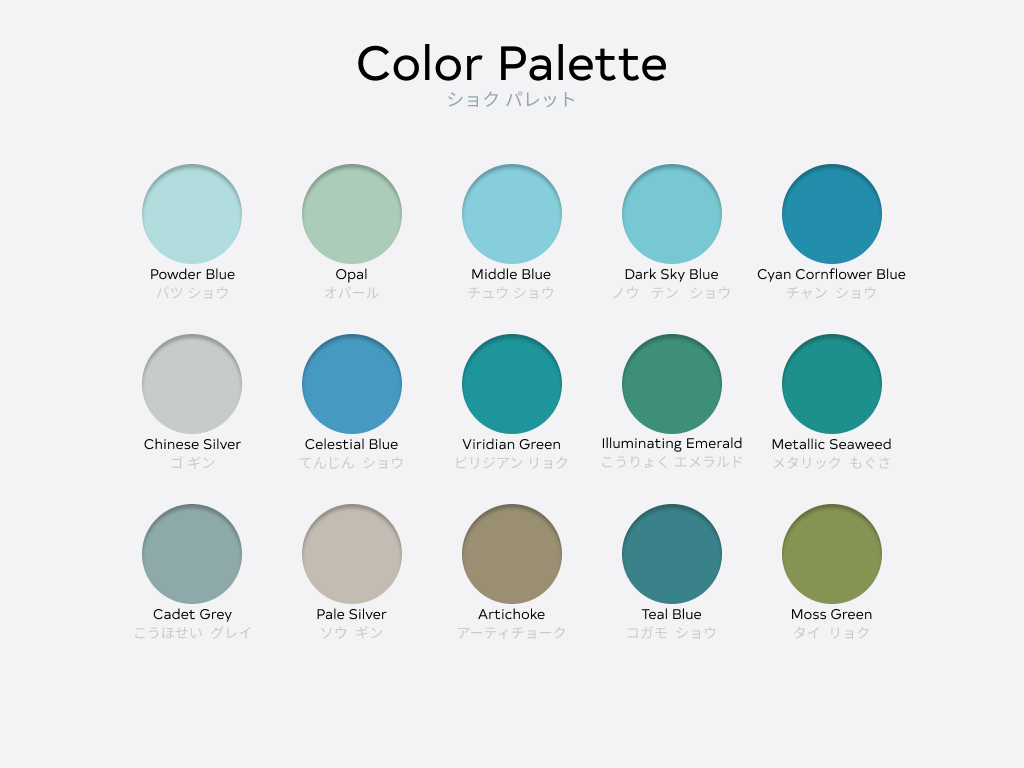 Color Palette
ショク パレット
Powder Blue
パツ ショウ
Opal
オパール
Middle Blue
チュウ ショウ
Dark Sky Blue
ノウ テン ショウ
Cyan Cornflower Blue
チャン ショウ
Chinese Silver
ゴ ギン
Celestial Blue
てんじん ショウ
Viridian Green
ビリジアン リョク
Illuminating Emerald
こうりょく エメラルド
Metallic Seaweed
メタリック もぐさ
Cadet Grey
こうほせい グレイ
Pale Silver
ソウ ギン
Artichoke
アーティチョーク
Teal Blue
コガモ ショウ
Moss Green
タイ リョク